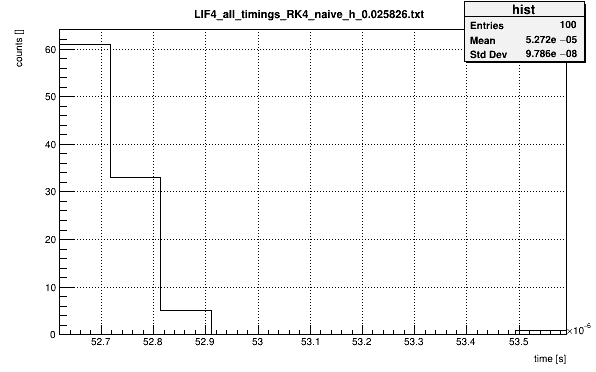 LIF4_all_timings_RK4_naive_h_0.025826.txt
hist
Entries 100
Mean 5.272e −05
Std Dev 9.786e −08
counts []
60
50
40
30
20
10
0
52.7 52.8 52.9 53 53.1 53.2 53.3 53.4 53.5
×10−6
time [s]